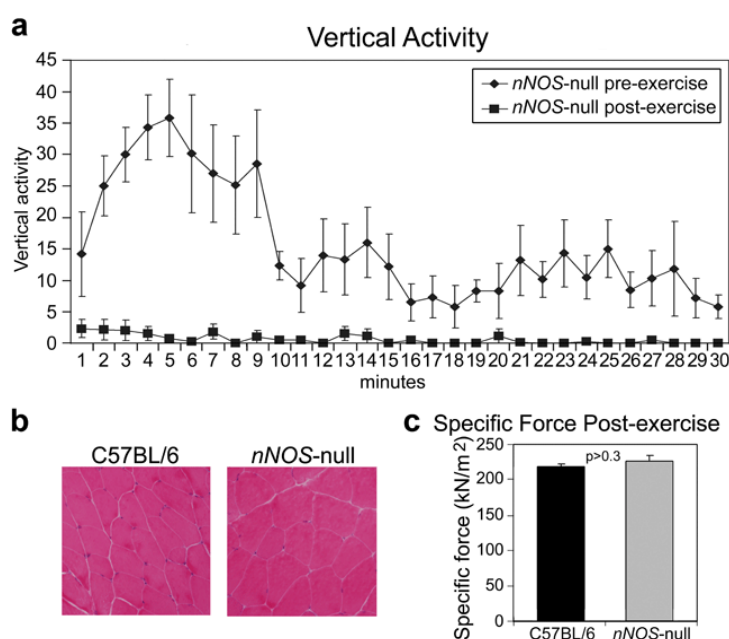 a
Vertical Activity
45
40
35
30
25
20
15
10
5
0
Vertical activity
nNOS-null pre-exercise
nNOS-null post-exercise
1 2 3 4 5 6 7 8 9 10 11 12 13 14 15 16 17 18 19 20 21 22 23 24 25 26 27 28 29 30
minutes
b
C57BL/6 nNOS-null
c Specific Force Post-exercise
Specific force (kN/m²)
250
200
150
100
50
0
p>0.3
C57BL/6 nNOS-null